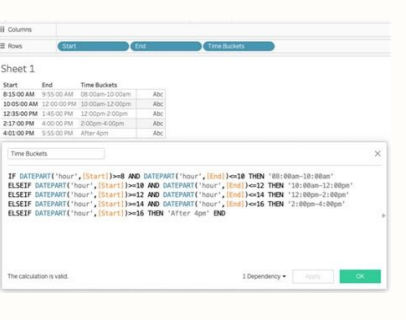 Columns
Rows Start End Time Buckets
Sheet 1
Start End Time Buckets
8:15:00 AM 9:55:00 AM 08:00am-10:00am Abc
10:05:00 AM 12:00:00 PM 10:00am-12:00pm Abc
12:35:00 PM 1:45:00 PM 12:00pm-2:00pm Abc
2:17:00 PM 4:00:00 PM 2:00pm-4:00pm Abc
4:01:00 PM 5:55:00 PM After 4pm Abc
Time Buckets
IF DATEPART('hour',[Start])>=8 AND DATEPART('hour',[End])<=10 THEN '08:00am-10:00am'
ELSEIF DATEPART('hour',[Start])>=10 AND DATEPART('hour',[End])<=12 THEN '10:00am-12:00pm'
ELSEIF DATEPART('hour',[Start])>=12 AND DATEPART('hour',[End])<=14 THEN '12:00pm-2:00pm'
ELSEIF DATEPART('hour',[Start])>=14 AND DATEPART('hour',[End])<=16 THEN '2:00pm-4:00pm'
ELSEIF DATEPART('hour',[Start])>=16 THEN 'After 4pm' END
The calculation is valid. 1 Dependency Apply OK